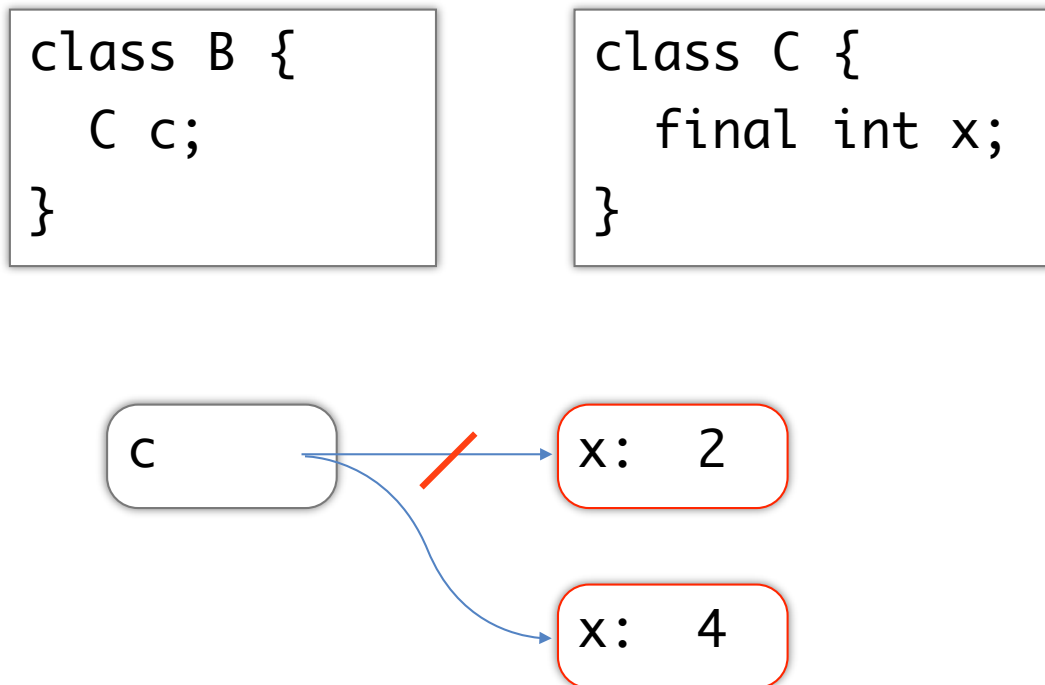 class B {
  C c;
}
class C {
  final int x;
}
c
x:  2
x:  4